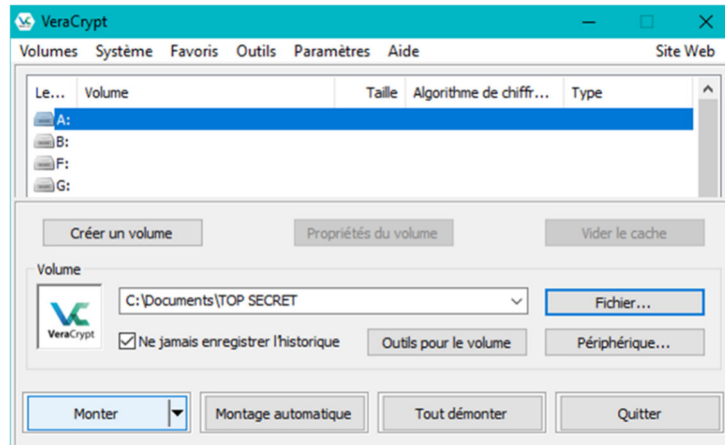 VeraCrypt
Volumes Système Favoris Outils Paramètres Aide Site Web
Le... Volume Taille Algorithme de chiffr... Type
A:
B:
F:
G:
Créer un volume Propriétés du volume Vider le cache
Volume
VeraCrypt
C:\Documents\TOP SECRET Fichier...
Ne jamais enregistrer l'historique Outils pour le volume Périphérique...
Monter Montage automatique Tout démonter Quitter